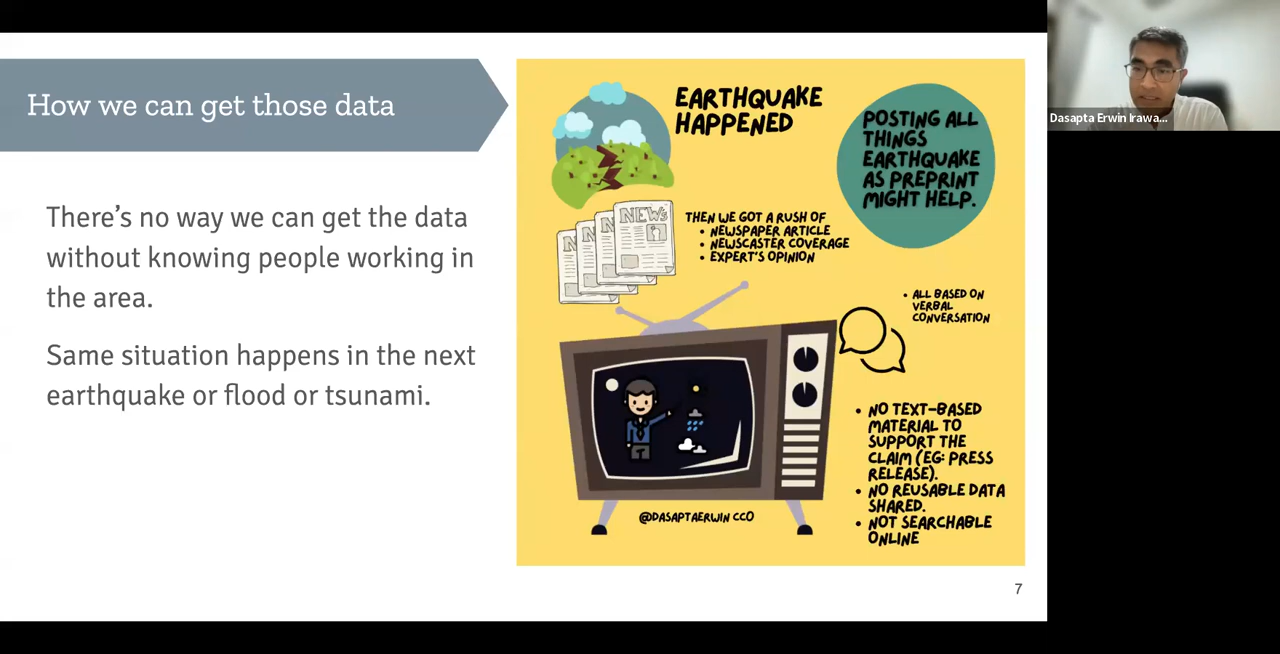 How we can get those data
There's no way we can get the data
without knowing people working in
the area.
Same situation happens in the next
earthquake or flood or tsunami.
EARTHQUAKE
HAPPENED
POSTING ALL
THINGS
EARTHQUAKE
AS PREPRINT
MIGHT HELP.
NEWS
THEN WE GOT A RUSH OF
• NEWSPAPER ARTICLE
• NEWSCASTER COVERAGE
• EXPERT'S OPINION
• ALL BASED ON
VERBAL
CONVERSATION
• NO TEXT-BASED
MATERIAL TO
SUPPORT THE
CLAIM (EG: PRESS
RELEASE).
• NO REUSABLE DATA
SHARED.
• NOT SEARCHABLE
ONLINE
@DASAPTAERWIN CC0
7
Dasapta Erwin Irawa...